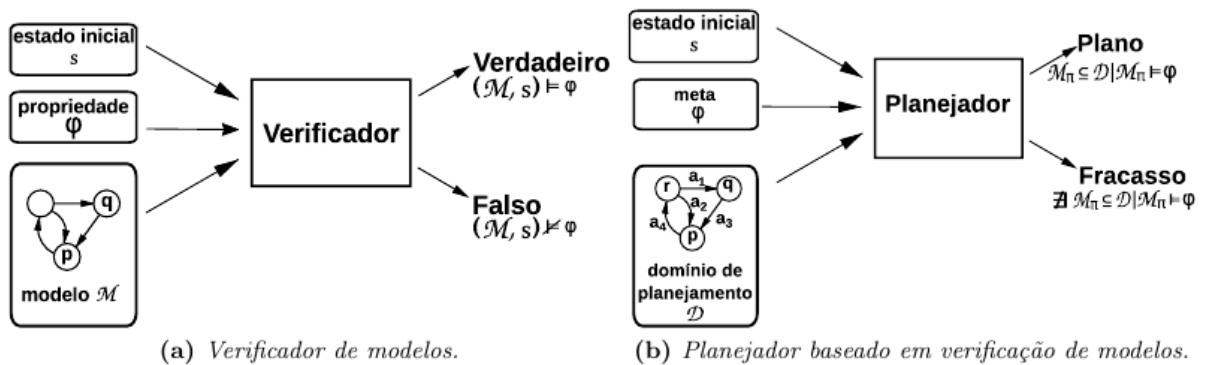 estado inicial
s
propriedade
φ
q
p
modelo ℳ
Verificador
Verdadeiro
(ℳ, s) ⊨ φ
Falso
(ℳ, s) ⊭ φ
(a) Verificador de modelos.
estado inicial
s
meta
φ
r a₁ q
a₂
a₄ p a₃
domínio de
planejamento
𝒟
Planejador
Plano
ℳπ ⊆ 𝒟|ℳπ ⊨ φ
Fracasso
∄ ℳπ ⊆ 𝒟|ℳπ ⊨ φ
(b) Planejador baseado em verificação de modelos.